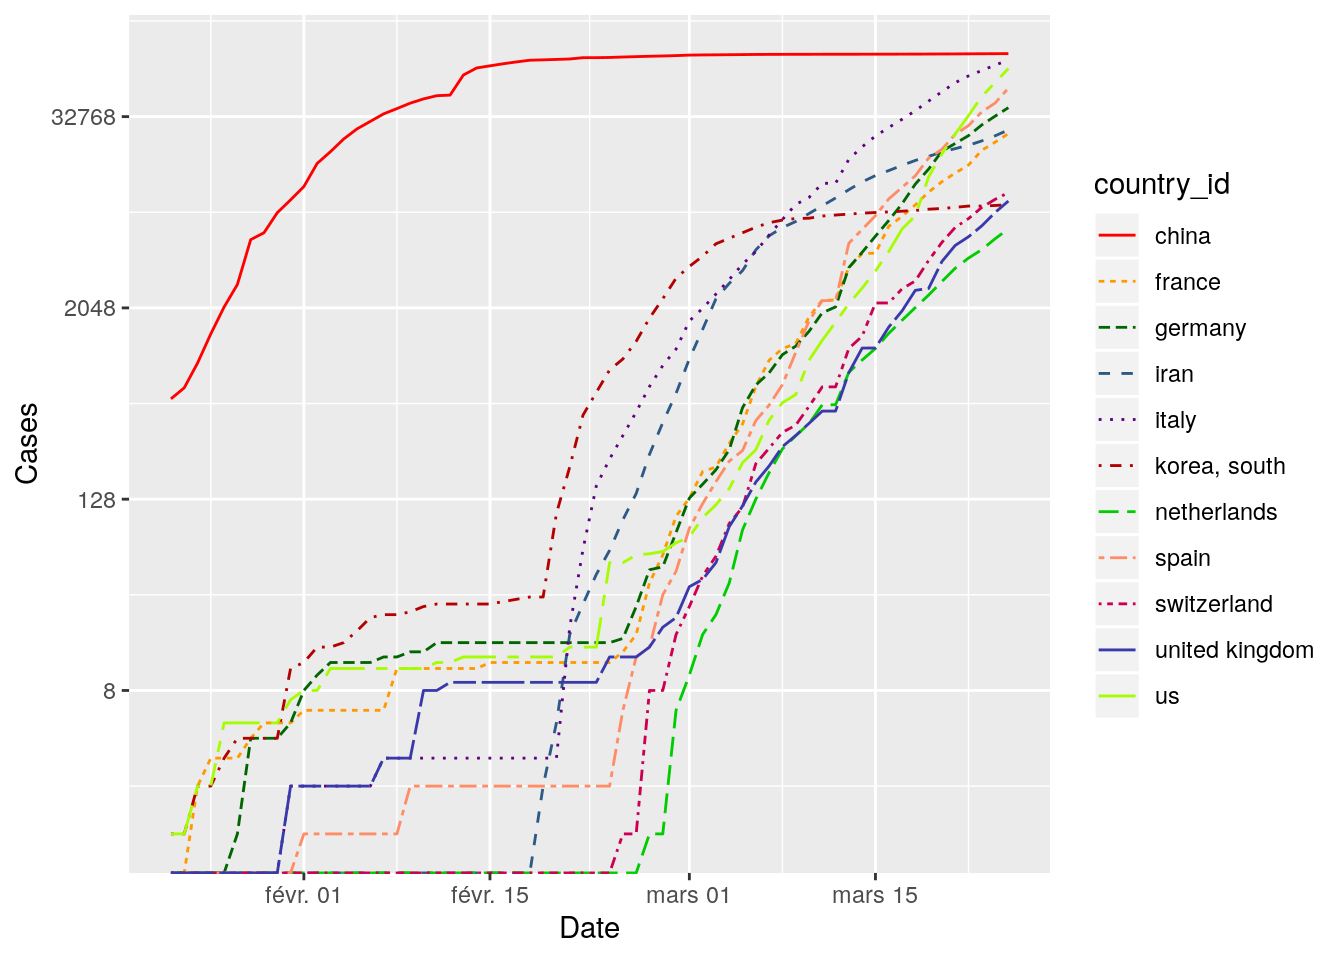 32768
2048
128
8
Cases
févr. 01
févr. 15
mars 01
mars 15
Date
country_id
china
france
germany
iran
italy
korea, south
netherlands
spain
switzerland
united kingdom
us